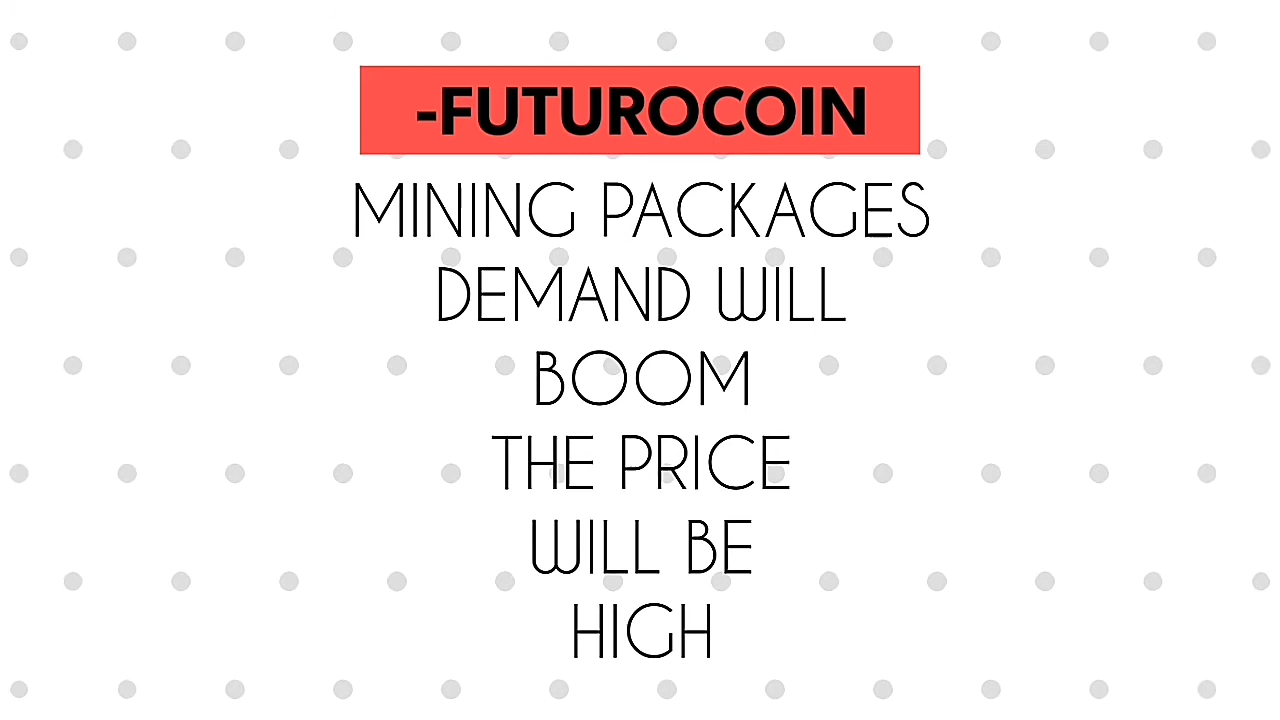 -FUTUROCOIN
MINING PACKAGES
DEMAND WILL
BOOM
THE PRICE
WILL BE
HIGH